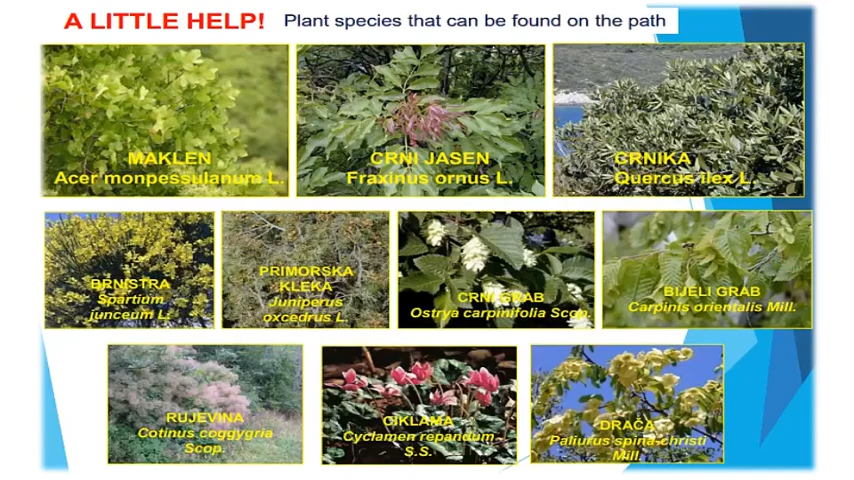 A LITTLE HELP! Plant species that can be found on the path
MAKLEN
Acer monpessulanum L.
CRNI JASEN
Fraxinus ornus L.
CRNIKA
Quercus ilex L.
BRNISTRA
Spartium
junceum L.
PRIMORSKA
KLEKA
Juniperus
oxcedrus L.
CRNI GRAB
Ostrya carpinifolia Scop.
BIJELI GRAB
Carpinis orientalis Mill.
RUJEVINA
Cotinus coggygria
Scop.
CIKLAMA
Cyclamen repandum
S.S.
DRAČA
Paliurus spina-christi
Mill.